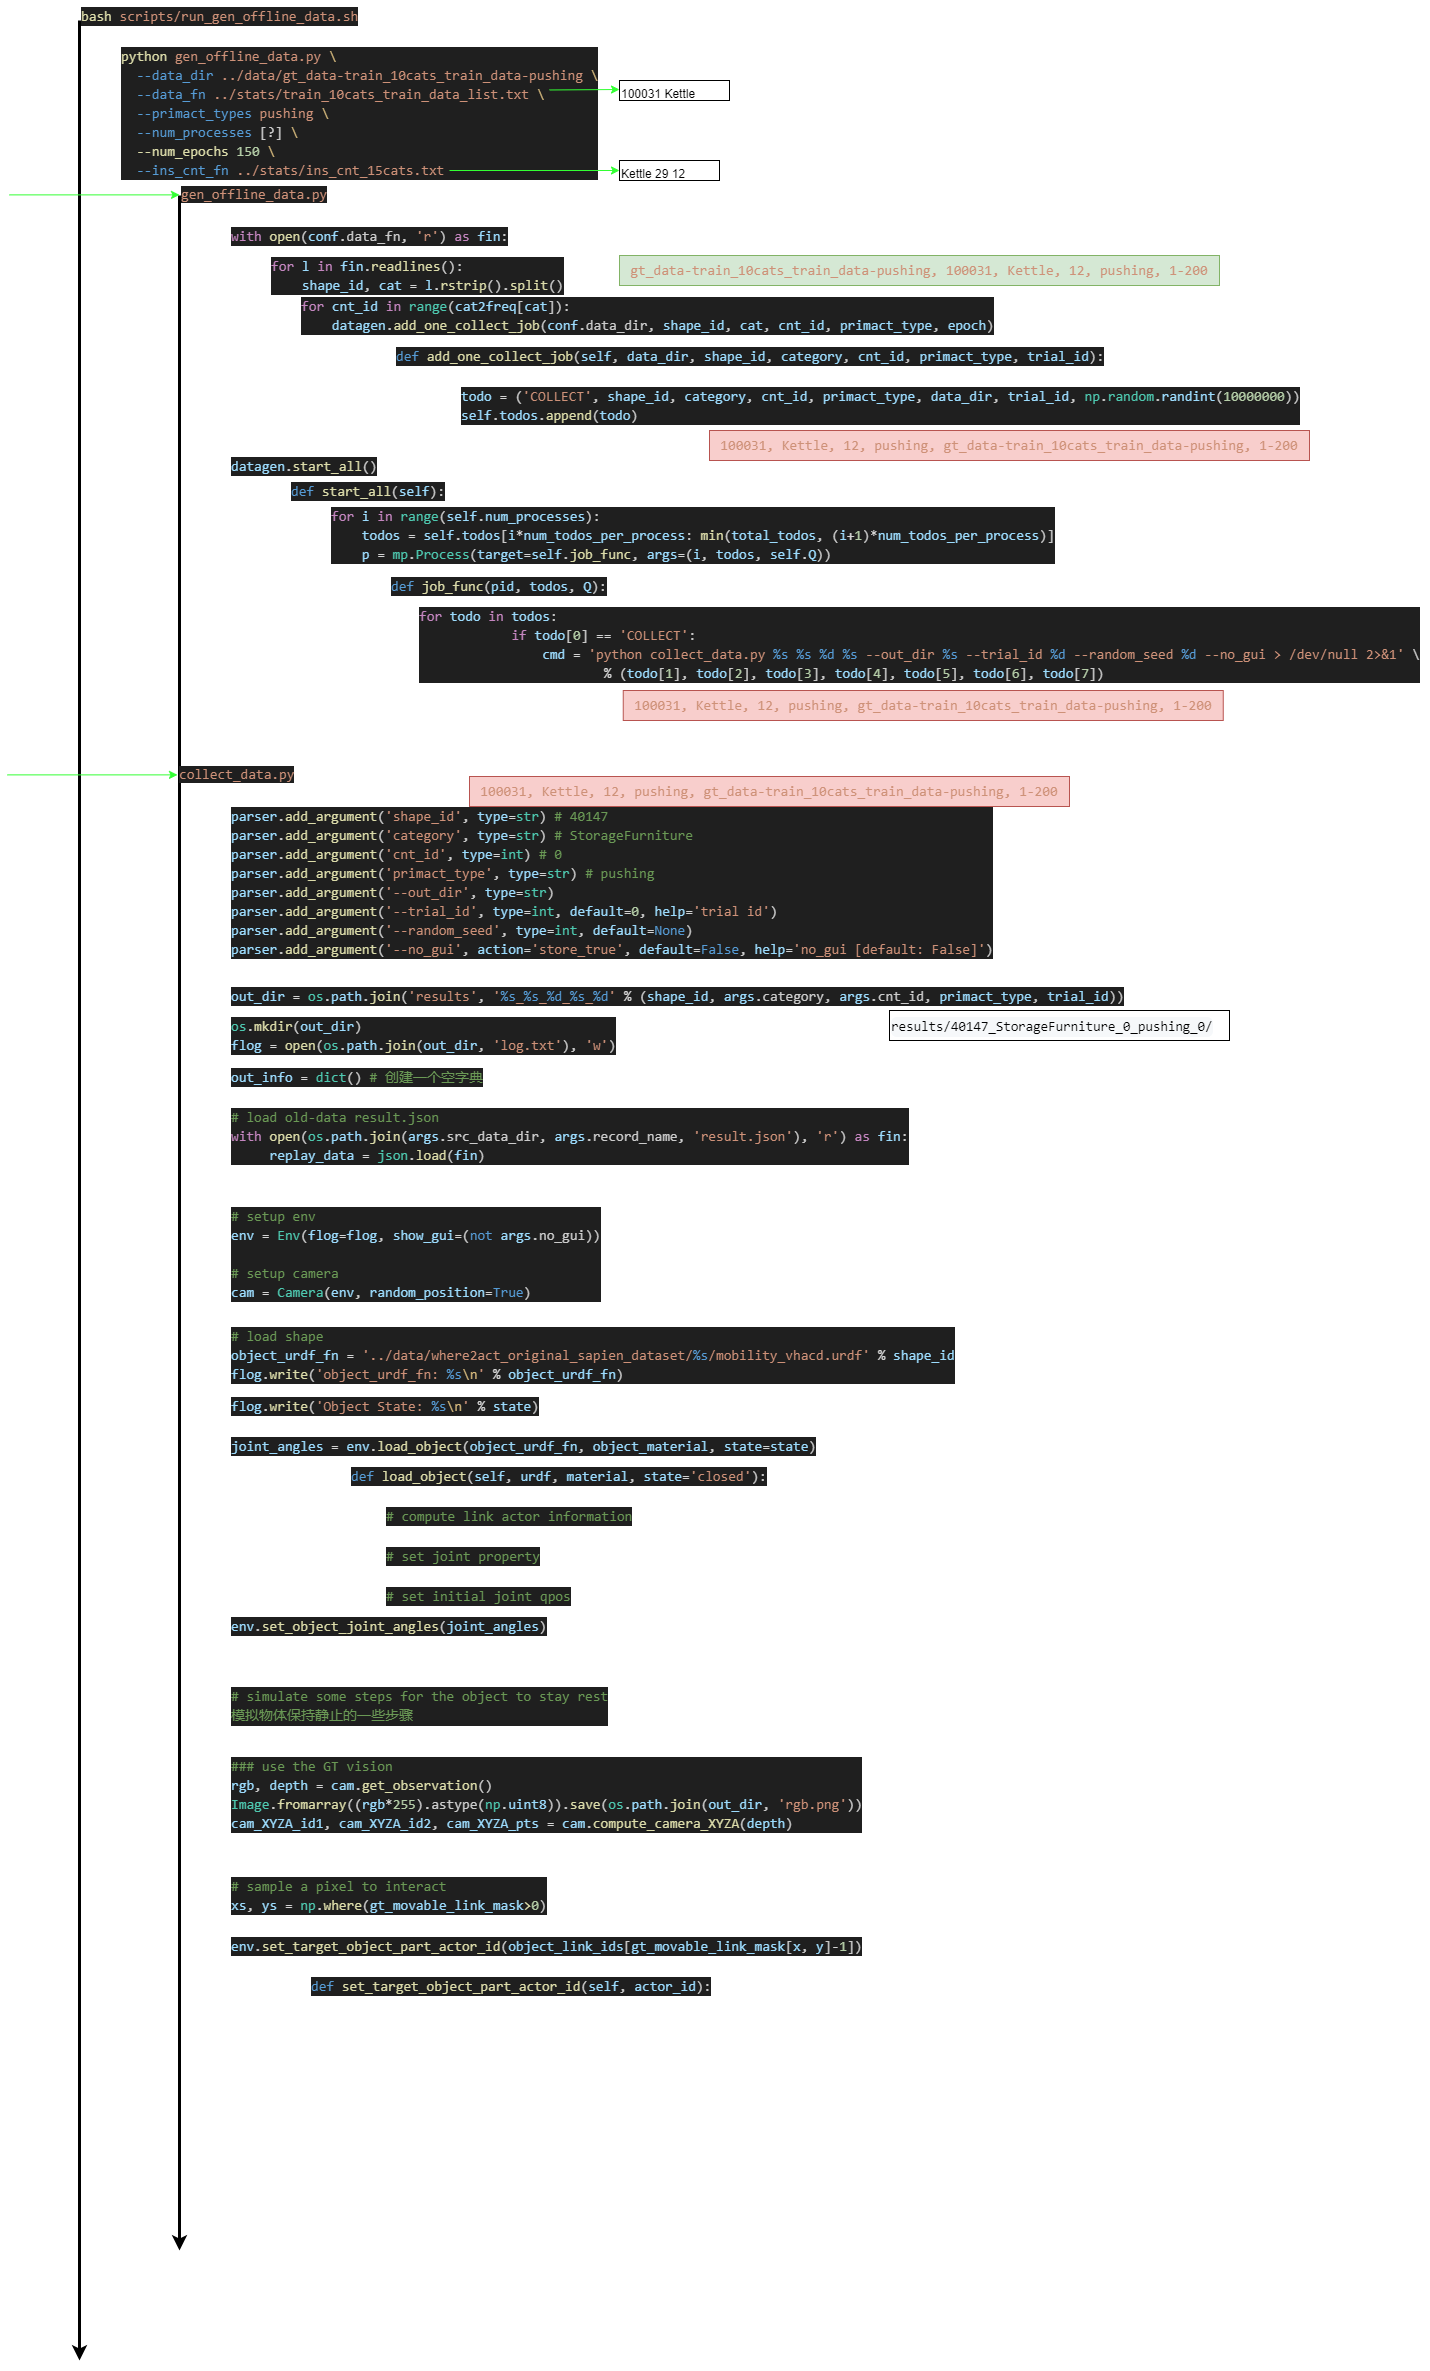 bash scripts/run_gen_offline_data.sh
python gen_offline_data.py \
--data_dir ../data/gt_data-train_10cats_train_data-pushing \
--data_fn ../stats/train_10cats_train_data_list.txt \
100031 Kettle
--primact_types pushing \
--num_processes [?] \
--num_epochs 150 \
--ins_cnt_fn ../stats/ins_cnt_15cats.txt
Kettle 29 12
gen_offline_data.py
with open(conf.data_fn, 'r') as fin:
for l in fin.readlines():
gt_data-train_10cats_train_data-pushing, 100031, Kettle, 12, pushing, 1-200
shape_id, cat = l.rstrip().split()
for cnt_id in range(cat2freq[cat]):
datagen.add_one_collect_job(conf.data_dir, shape_id, cat, cnt_id, primact_type, epoch)
def add_one_collect_job(self, data_dir, shape_id, category, cnt_id, primact_type, trial_id):
todo = ('COLLECT', shape_id, category, cnt_id, primact_type, data_dir, trial_id, np.random.randint(10000000))
self.todos.append(todo)
100031, Kettle, 12, pushing, gt_data-train_10cats_train_data-pushing, 1-200
datagen.start_all()
def start_all(self):
for i in range(self.num_processes):
todos = self.todos[i*num_todos_per_process: min(total_todos, (i+1)*num_todos_per_process)]
p = mp.Process(target=self.job_func, args=(i, todos, self.Q))
def job_func(pid, todos, Q):
for todo in todos:
if todo[0] == 'COLLECT':
cmd = 'python collect_data.py %s %s %d %s --out_dir %s --trial_id %d --random_seed %d --no_gui > /dev/null 2>&1' \
% (todo[1], todo[2], todo[3], todo[4], todo[5], todo[6], todo[7])
100031, Kettle, 12, pushing, gt_data-train_10cats_train_data-pushing, 1-200
collect_data.py
100031, Kettle, 12, pushing, gt_data-train_10cats_train_data-pushing, 1-200
parser.add_argument('shape_id', type=str) # 40147
parser.add_argument('category', type=str) # StorageFurniture
parser.add_argument('cnt_id', type=int) # 0
parser.add_argument('primact_type', type=str) # pushing
parser.add_argument('--out_dir', type=str)
parser.add_argument('--trial_id', type=int, default=0, help='trial id')
parser.add_argument('--random_seed', type=int, default=None)
parser.add_argument('--no_gui', action='store_true', default=False, help='no_gui [default: False]')
out_dir = os.path.join('results', '%s_%s_%d_%s_%d' % (shape_id, args.category, args.cnt_id, primact_type, trial_id))
results/40147_StorageFurniture_0_pushing_0/
os.mkdir(out_dir)
flog = open(os.path.join(out_dir, 'log.txt'), 'w')
out_info = dict() # 创建一个空字典
# load old-data result.json
with open(os.path.join(args.src_data_dir, args.record_name, 'result.json'), 'r') as fin:
replay_data = json.load(fin)
# setup env
env = Env(flog=flog, show_gui=(not args.no_gui))
# setup camera
cam = Camera(env, random_position=True)
# load shape
object_urdf_fn = '../data/where2act_original_sapien_dataset/%s/mobility_vhacd.urdf' % shape_id
flog.write('object_urdf_fn: %s\n' % object_urdf_fn)
flog.write('Object State: %s\n' % state)
joint_angles = env.load_object(object_urdf_fn, object_material, state=state)
def load_object(self, urdf, material, state='closed'):
# compute link actor information
# set joint property
# set initial joint qpos
env.set_object_joint_angles(joint_angles)
# simulate some steps for the object to stay rest
模拟物体保持静止的一些步骤
### use the GT vision
rgb, depth = cam.get_observation()
Image.fromarray((rgb*255).astype(np.uint8)).save(os.path.join(out_dir, 'rgb.png'))
cam_XYZA_id1, cam_XYZA_id2, cam_XYZA_pts = cam.compute_camera_XYZA(depth)
# sample a pixel to interact
xs, ys = np.where(gt_movable_link_mask>0)
env.set_target_object_part_actor_id(object_link_ids[gt_movable_link_mask[x, y]-1])
def set_target_object_part_actor_id(self, actor_id):